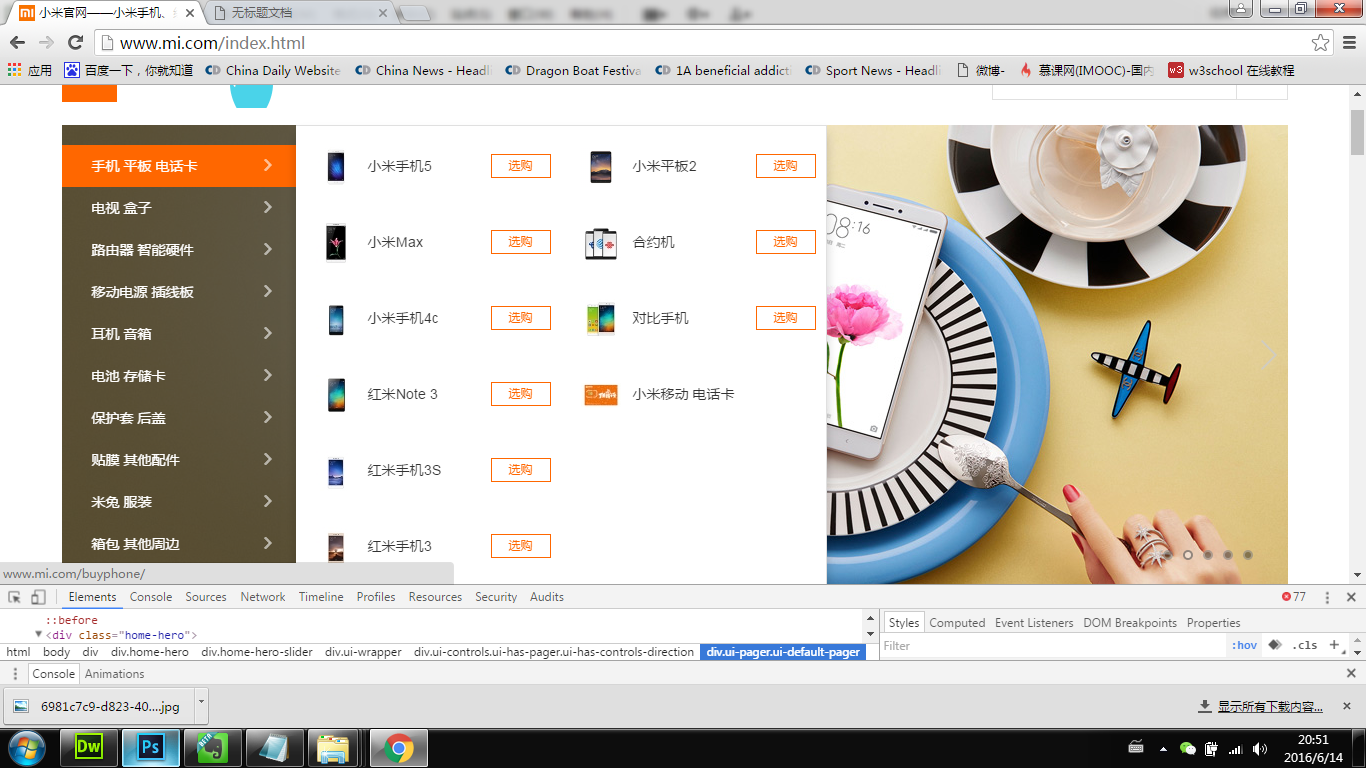 小米官网——小米手机、
无标题文档
www.mi.com/index.html
应用 百度一下，你就知道 China Daily Website China News - Headli Dragon Boat Festiva 1A beneficial addicti Sport News - Headli 微博- 慕课网(IMOOC)-国内 w3school 在线教程
手机 平板 电话卡
电视 盒子
路由器 智能硬件
移动电源 插线板
耳机 音箱
电池 存储卡
保护套 后盖
贴膜 其他配件
米兔 服装
箱包 其他周边
小米手机5 选购 小米平板2 选购
小米Max 选购 合约机 选购
小米手机4c 选购 对比手机 选购
红米Note 3 选购 小米移动 电话卡
红米手机3S 选购
红米手机3 选购
08:16
www.mi.com/buyphone/
Elements Console Sources Network Timeline Profiles Resources Security Audits 77
::before
<div class="home-hero">
html body div div.home-hero div.home-hero-slider div.ui-wrapper div.ui-controls.ui-has-pager.ui-has-controls-direction div.ui-pager.ui-default-pager
Styles Computed Event Listeners DOM Breakpoints Properties
Filter :hov .cls +
Console Animations
6981c7c9-d823-40....jpg 显示所有下载内容...
Dw Ps BETA
20:51
2016/6/14